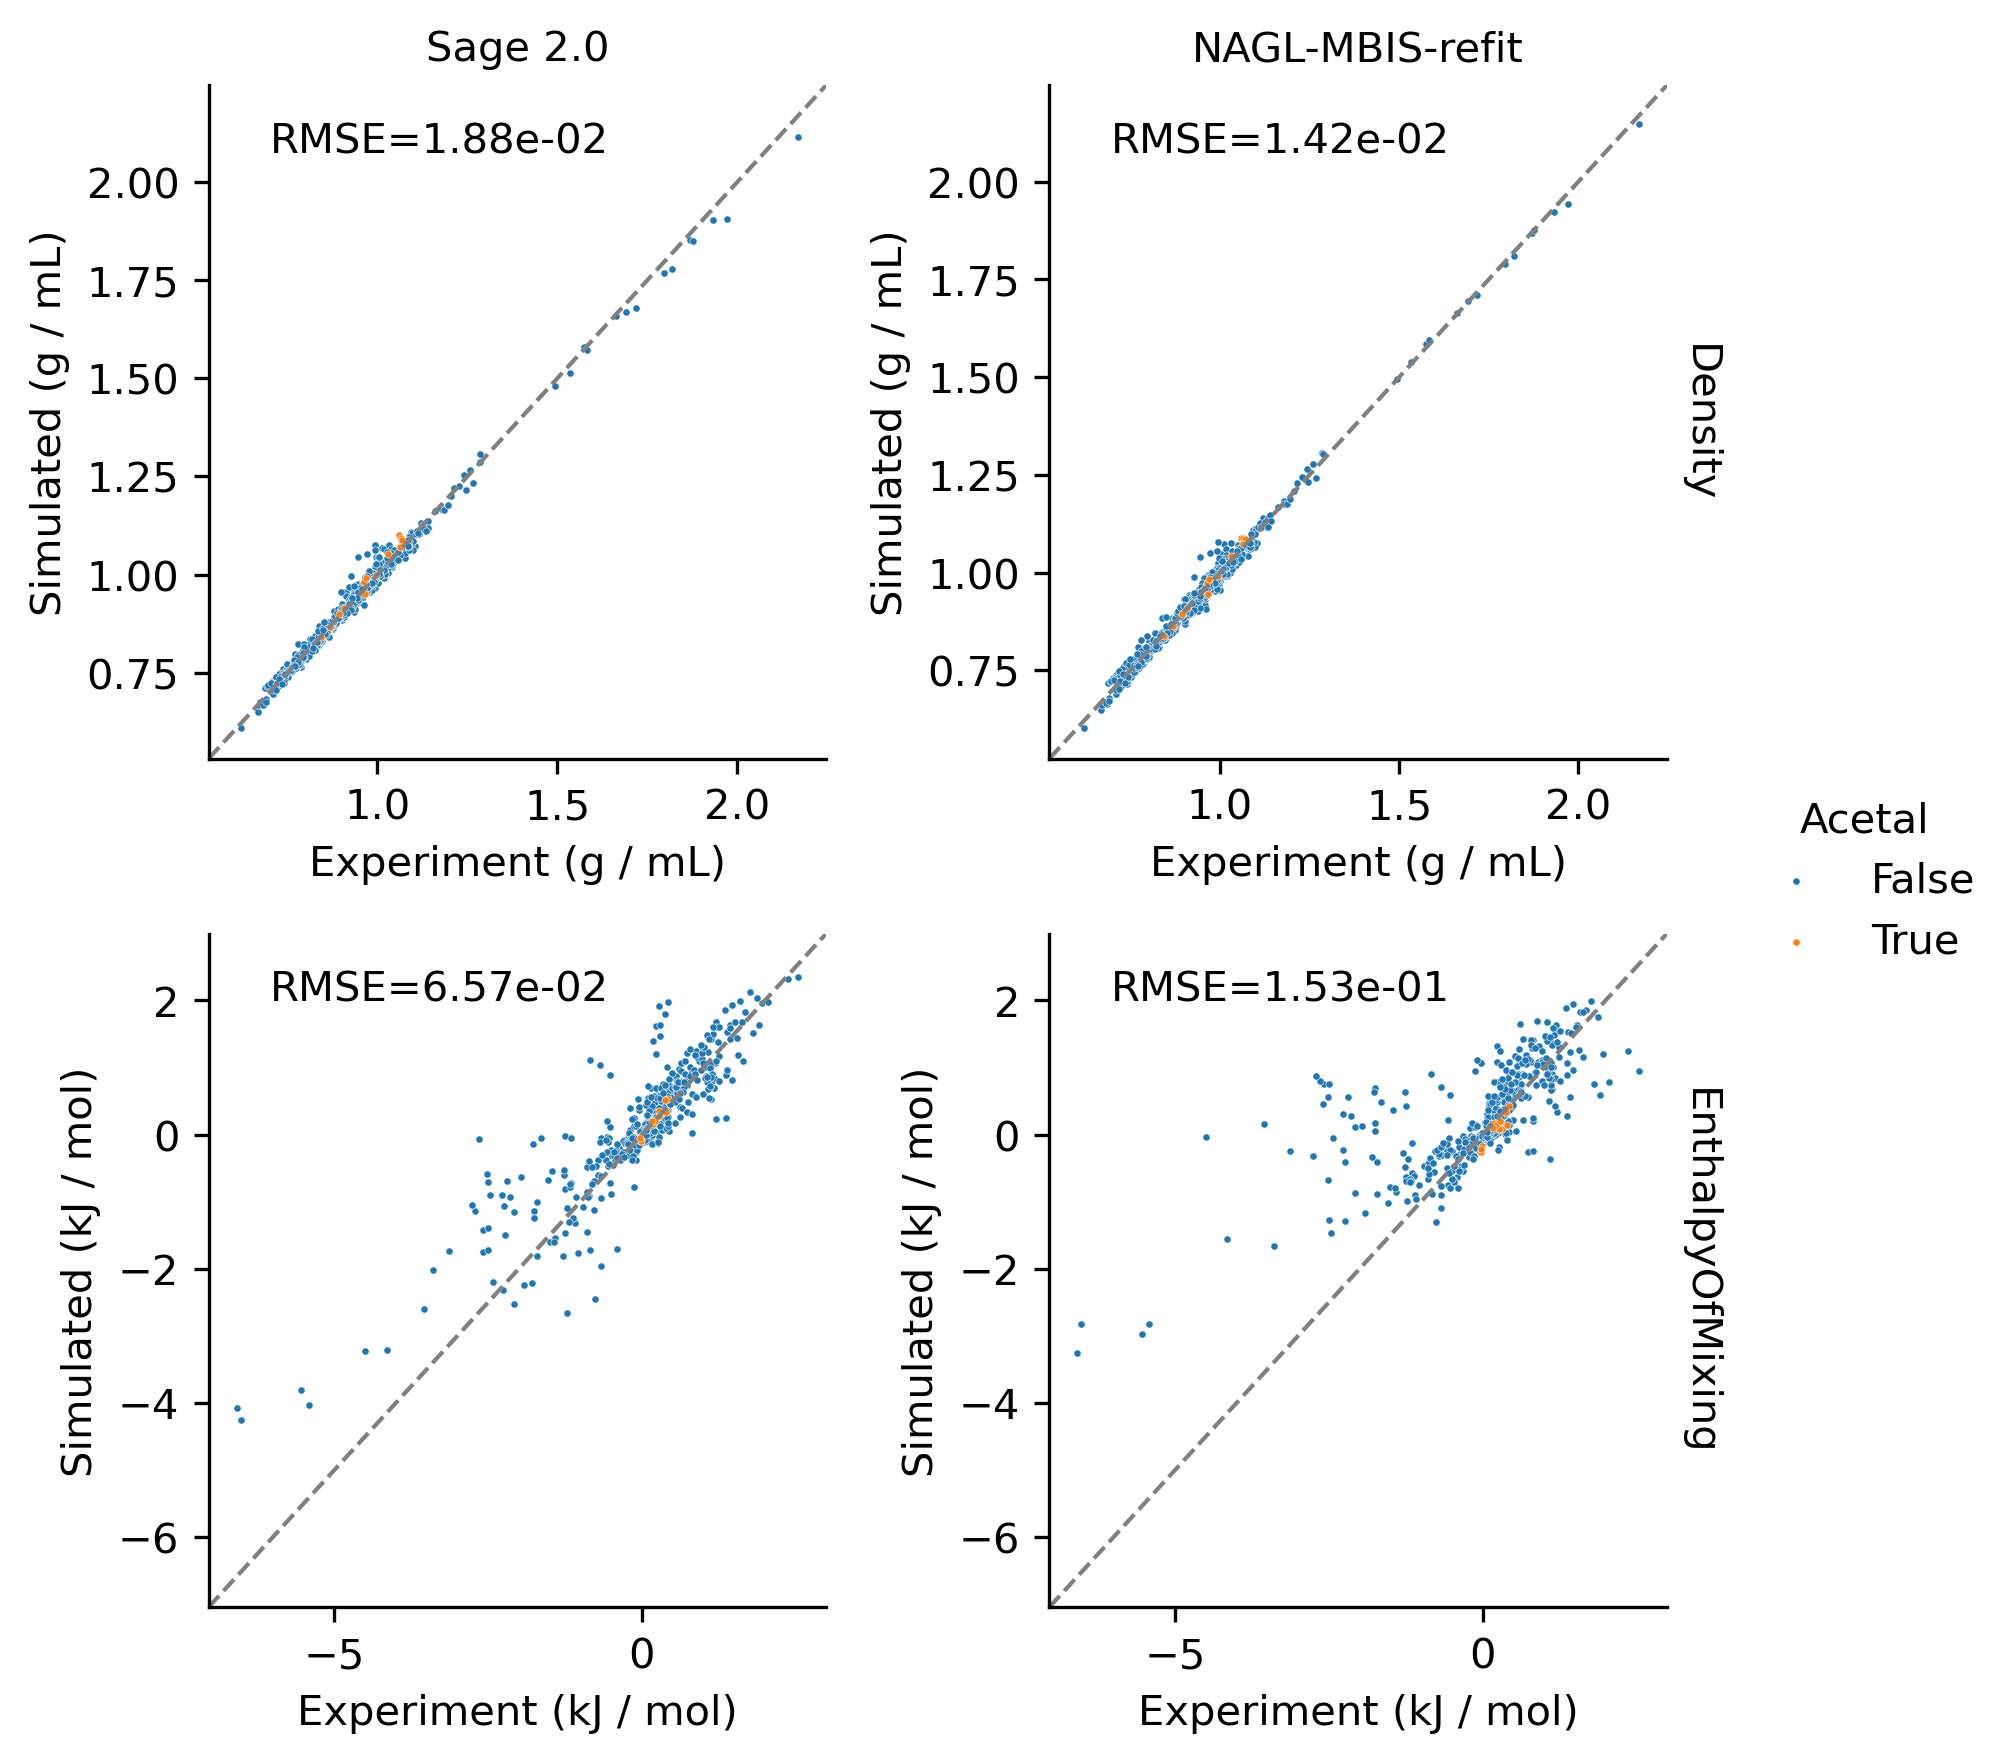 Sage 2.0
NAGL-MBIS-refit
RMSE=1.88e-02
Simulated (g / mL)
2.00
1.75
1.50
1.25
1.00
0.75
1.0 1.5 2.0
Experiment (g / mL)
RMSE=1.42e-02
Simulated (g / mL)
2.00
1.75
1.50
1.25
1.00
0.75
1.0 1.5 2.0
Experiment (g / mL)
Density
Acetal
False
True
RMSE=6.57e-02
Simulated (kJ / mol)
2
0
−2
−4
−6
−5 0
Experiment (kJ / mol)
RMSE=1.53e-01
Simulated (kJ / mol)
2
0
−2
−4
−6
−5 0
Experiment (kJ / mol)
EnthalpyOfMixing